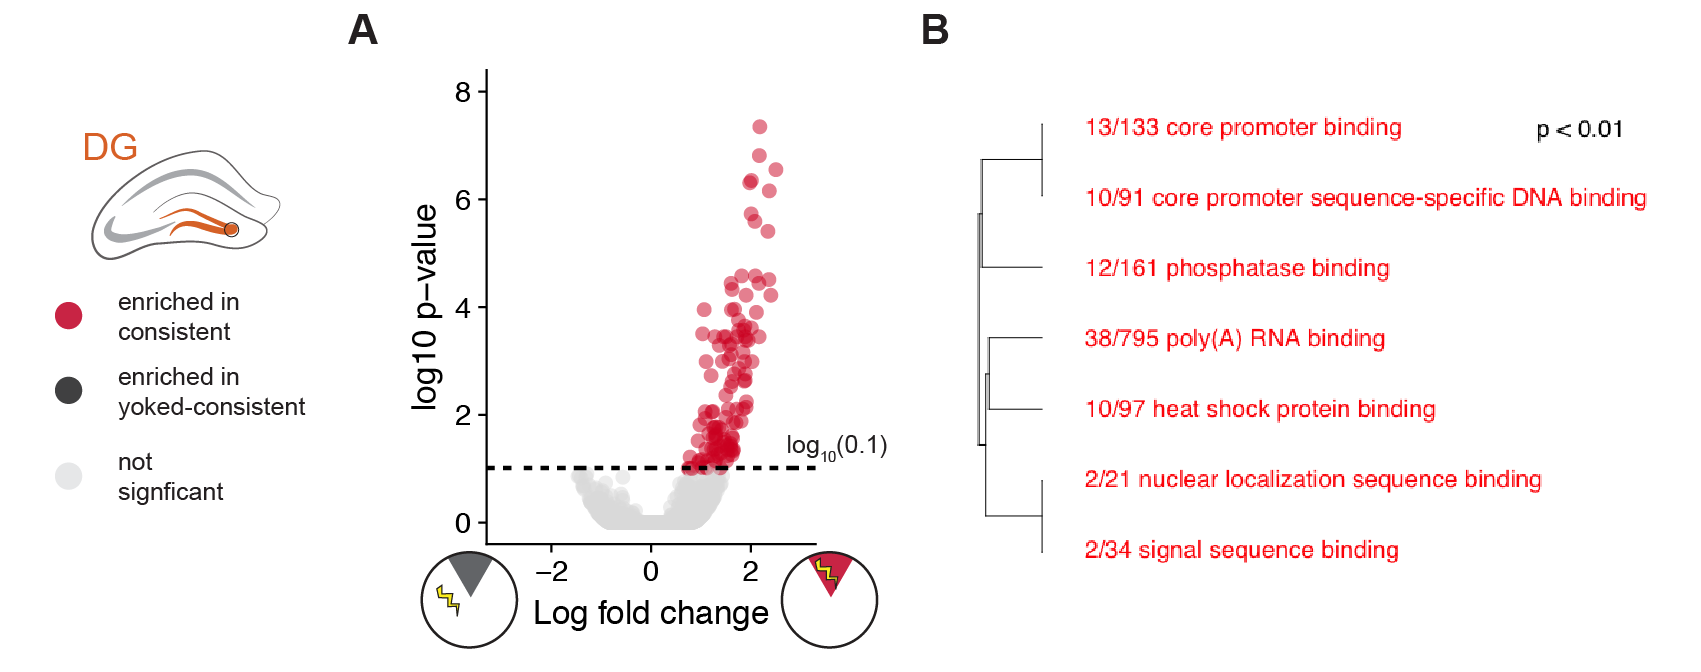 A
B
DG
enriched in
consistent
enriched in
yoked-consistent
not
signficant
log10 p−value
8
6
4
2
0
log10(0.1)
−2
0
2
Log fold change
13/133 core promoter binding
p < 0.01
10/91 core promoter sequence-specific DNA binding
12/161 phosphatase binding
38/795 poly(A) RNA binding
10/97 heat shock protein binding
2/21 nuclear localization sequence binding
2/34 signal sequence binding